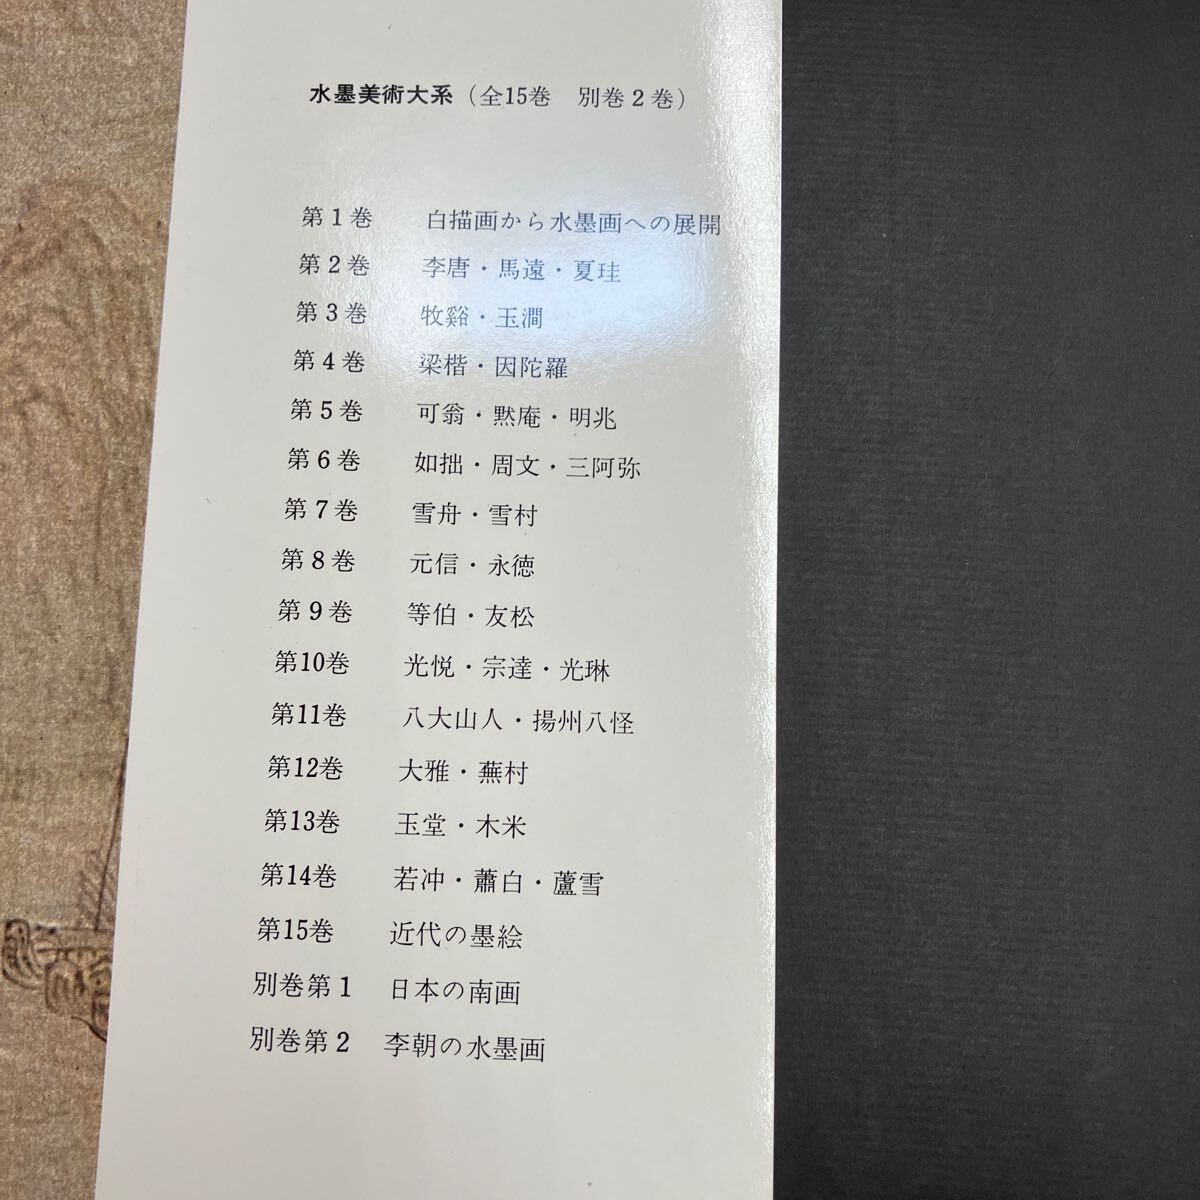 水墨美術大系（全15巻　別巻２巻）
第１巻　白描画から水墨画への展開
第２巻　李唐・馬遠・夏珪
第３巻　牧谿・玉澗
第４巻　梁楷・因陀羅
第５巻　可翁・黙庵・明兆
第６巻　如拙・周文・三阿弥
第７巻　雪舟・雪村
第８巻　元信・永徳
第９巻　等伯・友松
第10巻　光悦・宗達・光琳
第11巻　八大山人・揚州八怪
第12巻　大雅・蕪村
第13巻　玉堂・木米
第14巻　若冲・蕭白・蘆雪
第15巻　近代の墨絵
別巻第１　日本の南画
別巻第２　李朝の水墨画